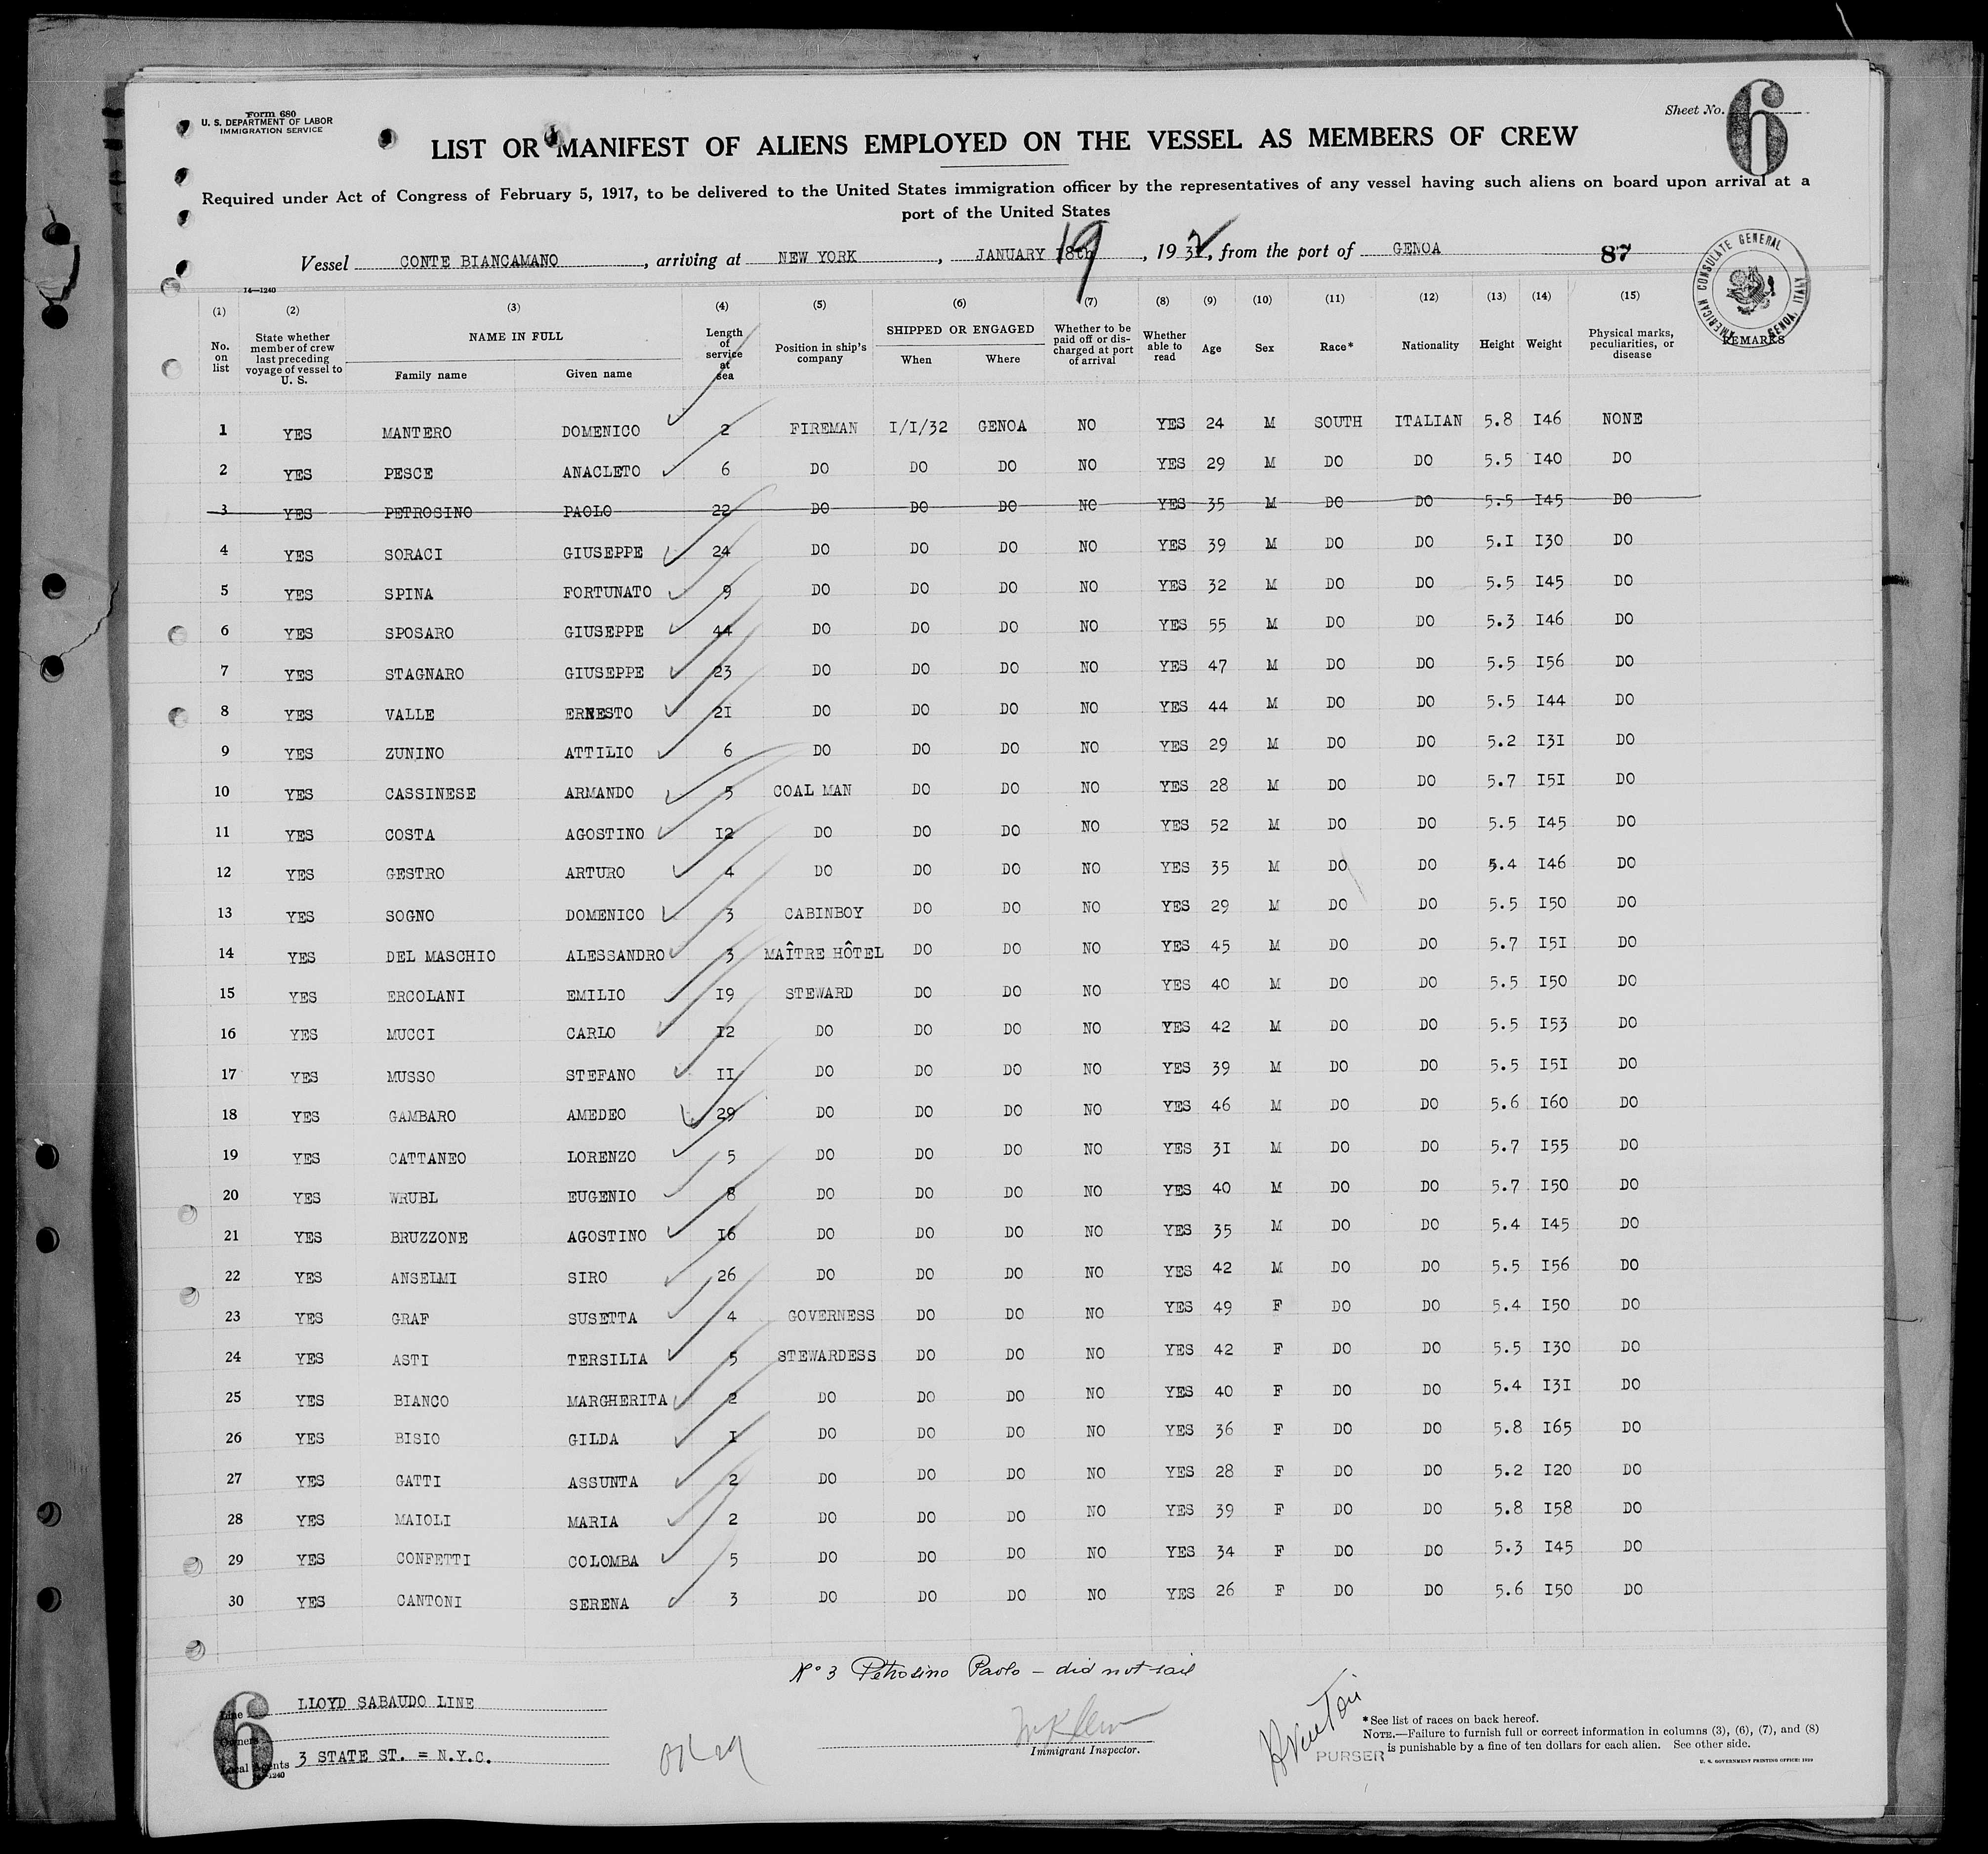 Form 680
U. S. DEPARTMENT OF LABOR
IMMIGRATION SERVICE
Sheet No. 6
LIST OR MANIFEST OF ALIENS EMPLOYED ON THE VESSEL AS MEMBERS OF CREW
Required under Act of Congress of February 5, 1917, to be delivered to the United States immigration officer by the representatives of any vessel having such aliens on board upon arrival at a
port of the United States
Vessel CONTE BIANCAMANO, arriving at NEW YORK, JANUARY 18th 19, 1932, from the port of GENOA 87
AMERICAN CONSULATE GENERAL GENOA, ITALY
14—1240
(1) (2) (3) (4) (5) (6) (7) (8) (9) (10) (11) (12) (13) (14) (15)
No. on list State whether member of crew last preceding voyage of vessel to U. S. NAME IN FULL Family name Given name Length of service at sea Position in ship's company SHIPPED OR ENGAGED When Where Whether to be paid off or discharged at port of arrival Whether able to read Age Sex Race* Nationality Height Weight Physical marks, peculiarities, or disease REMARKS
1 YES MANTERO DOMENICO 2 FIREMAN I/I/32 GENOA NO YES 24 M SOUTH ITALIAN 5.8 I46 NONE
2 YES PESCE ANACLETO 6 DO DO DO NO YES 29 M DO DO 5.5 I40 DO
3 YES PETROSINO PAOLO 22 DO DO DO NO YES 35 M DO DO 5.5 I45 DO
4 YES SORACI GIUSEPPE 24 DO DO DO NO YES 39 M DO DO 5.I I30 DO
5 YES SPINA FORTUNATO 9 DO DO DO NO YES 32 M DO DO 5.5 I45 DO
6 YES SPOSARO GIUSEPPE 44 DO DO DO NO YES 55 M DO DO 5.3 I46 DO
7 YES STAGNARO GIUSEPPE 23 DO DO DO NO YES 47 M DO DO 5.5 I56 DO
8 YES VALLE ERNESTO 2I DO DO DO NO YES 44 M DO DO 5.5 I44 DO
9 YES ZUNINO ATTILIO 6 DO DO DO NO YES 29 M DO DO 5.2 I3I DO
10 YES CASSINESE ARMANDO 5 COAL MAN DO DO NO YES 28 M DO DO 5.7 I5I DO
11 YES COSTA AGOSTINO I2 DO DO DO NO YES 52 M DO DO 5.5 I45 DO
12 YES GESTRO ARTURO 4 DO DO DO NO YES 35 M DO DO 5.4 I46 DO
13 YES SOGNO DOMENICO 3 CABINBOY DO DO NO YES 29 M DO DO 5.5 I50 DO
14 YES DEL MASCHIO ALESSANDRO 3 MAÎTRE HÔTEL DO DO NO YES 45 M DO DO 5.7 I5I DO
15 YES ERCOLANI EMILIO I9 STEWARD DO DO NO YES 40 M DO DO 5.5 I50 DO
16 YES MUCCI CARLO I2 DO DO DO NO YES 42 M DO DO 5.5 I53 DO
17 YES MUSSO STEFANO II DO DO DO NO YES 39 M DO DO 5.5 I5I DO
18 YES GAMBARO AMEDEO 29 DO DO DO NO YES 46 M DO DO 5.6 I60 DO
19 YES CATTANEO LORENZO 5 DO DO DO NO YES 3I M DO DO 5.7 I55 DO
20 YES WRUBL EUGENIO 8 DO DO DO NO YES 40 M DO DO 5.7 I50 DO
21 YES BRUZZONE AGOSTINO I6 DO DO DO NO YES 35 M DO DO 5.4 I45 DO
22 YES ANSELMI SIRO 26 DO DO DO NO YES 42 M DO DO 5.5 I56 DO
23 YES GRAF SUSETTA 4 GOVERNESS DO DO NO YES 49 F DO DO 5.4 I50 DO
24 YES ASTI TERSILIA 5 STEWARDESS DO DO NO YES 42 F DO DO 5.5 I30 DO
25 YES BIANCO MARGHERITA 2 DO DO DO NO YES 40 F DO DO 5.4 I3I DO
26 YES BISIO GILDA I DO DO DO NO YES 36 F DO DO 5.8 I65 DO
27 YES GATTI ASSUNTA 2 DO DO DO NO YES 28 F DO DO 5.2 I20 DO
28 YES MAIOLI MARIA 2 DO DO DO NO YES 39 F DO DO 5.8 I58 DO
29 YES CONFETTI COLOMBA 5 DO DO DO NO YES 34 F DO DO 5.3 I45 DO
30 YES CANTONI SERENA 3 DO DO DO NO YES 26 F DO DO 5.6 I50 DO
N° 3 Petrosino Paolo – did not sail
6
Line LLOYD SABAUDO LINE
Owners
Local Agents 3 STATE ST. = N.Y.C.
Immigrant Inspector.
PURSER
*See list of races on back hereof.
NOTE.—Failure to furnish full or correct information in columns (3), (6), (7), and (8)
is punishable by a fine of ten dollars for each alien. See other side.
U. S. GOVERNMENT PRINTING OFFICE: 1929